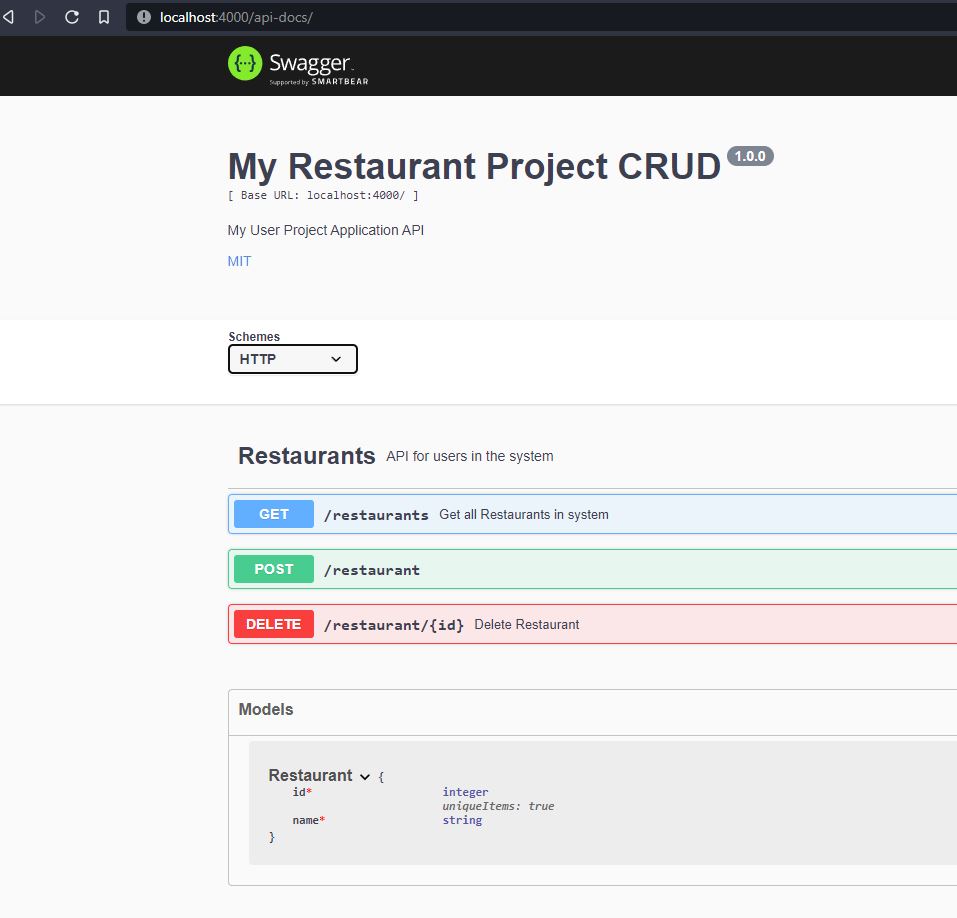 localhost:4000/api-docs/
{··} Swagger
Supported by SMARTBEAR
My Restaurant Project CRUD 1.0.0
[ Base URL: localhost:4000/ ]
My User Project Application API
MIT
Schemes
HTTP
Restaurants API for users in the system
GET /restaurants Get all Restaurants in system
POST /restaurant
DELETE /restaurant/{id} Delete Restaurant
Models
Restaurant {
id* integer
uniqueItems: true
name* string
}